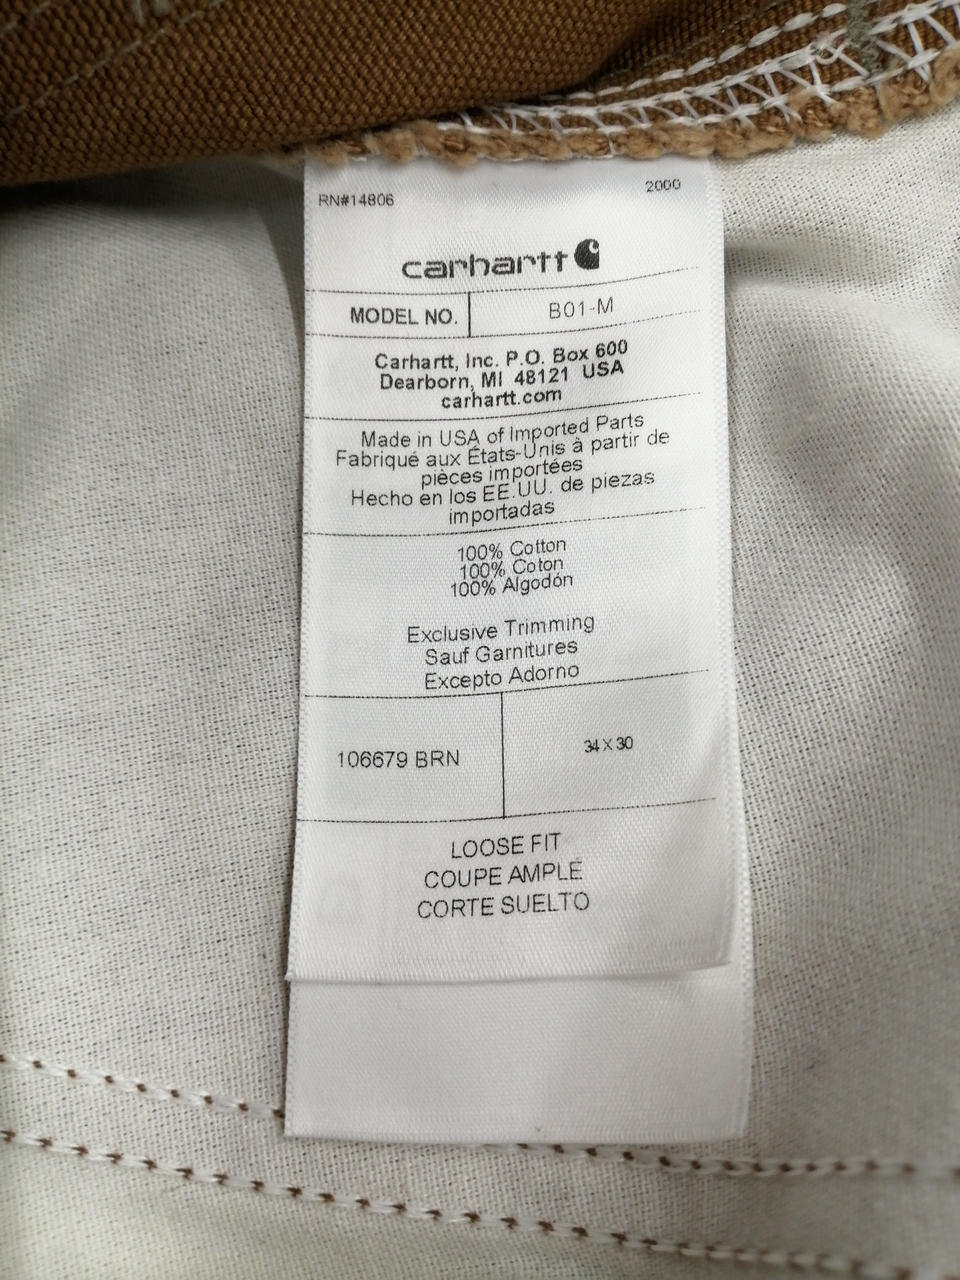 RN#14806 2000
carhartt
MODEL NO. B01-M
Carhartt, Inc. P.O. Box 600
Dearborn, MI 48121 USA
carhartt.com
Made in USA of Imported Parts
Fabriqué aux États-Unis à partir de
pièces importées
Hecho en los EE.UU. de piezas
importadas
100% Cotton
100% Coton
100% Algodón
Exclusive Trimming
Sauf Garnitures
Excepto Adorno
106679 BRN 34 X 30
LOOSE FIT
COUPE AMPLE
CORTE SUELTO